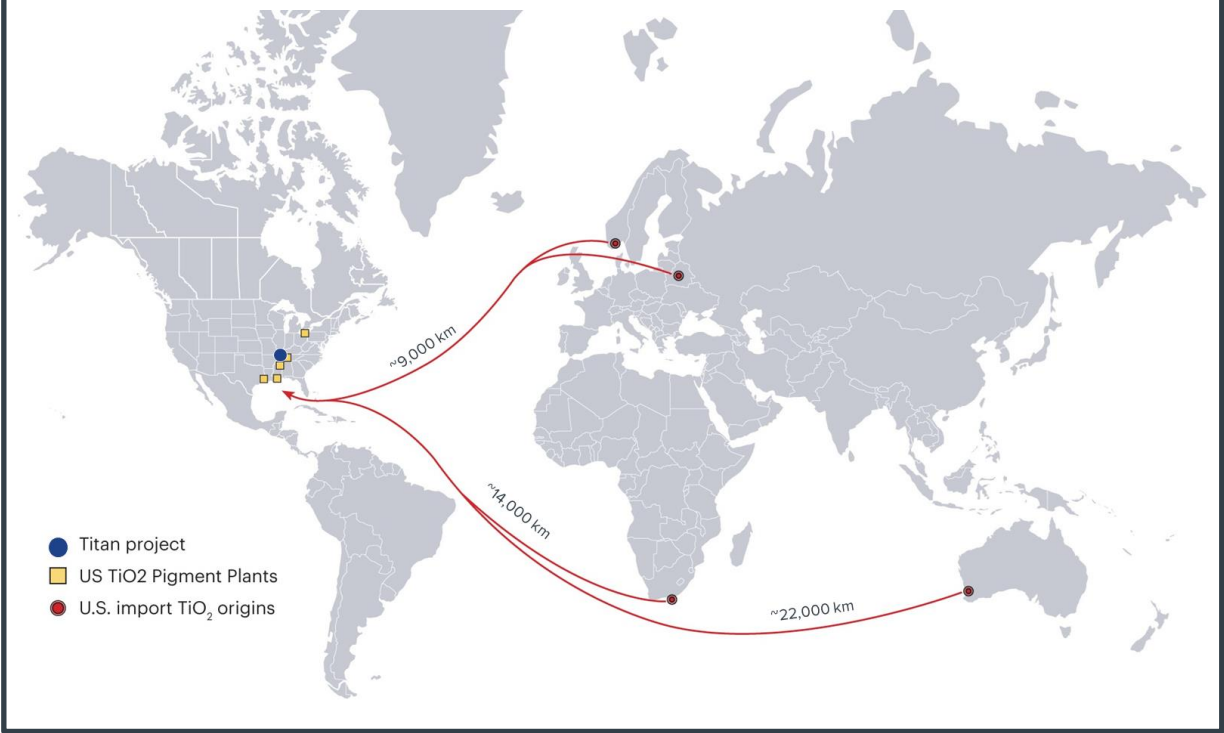 ~9,000 km
~14,000 km
~22,000 km
Titan project
US TiO2 Pigment Plants
U.S. import TiO₂ origins